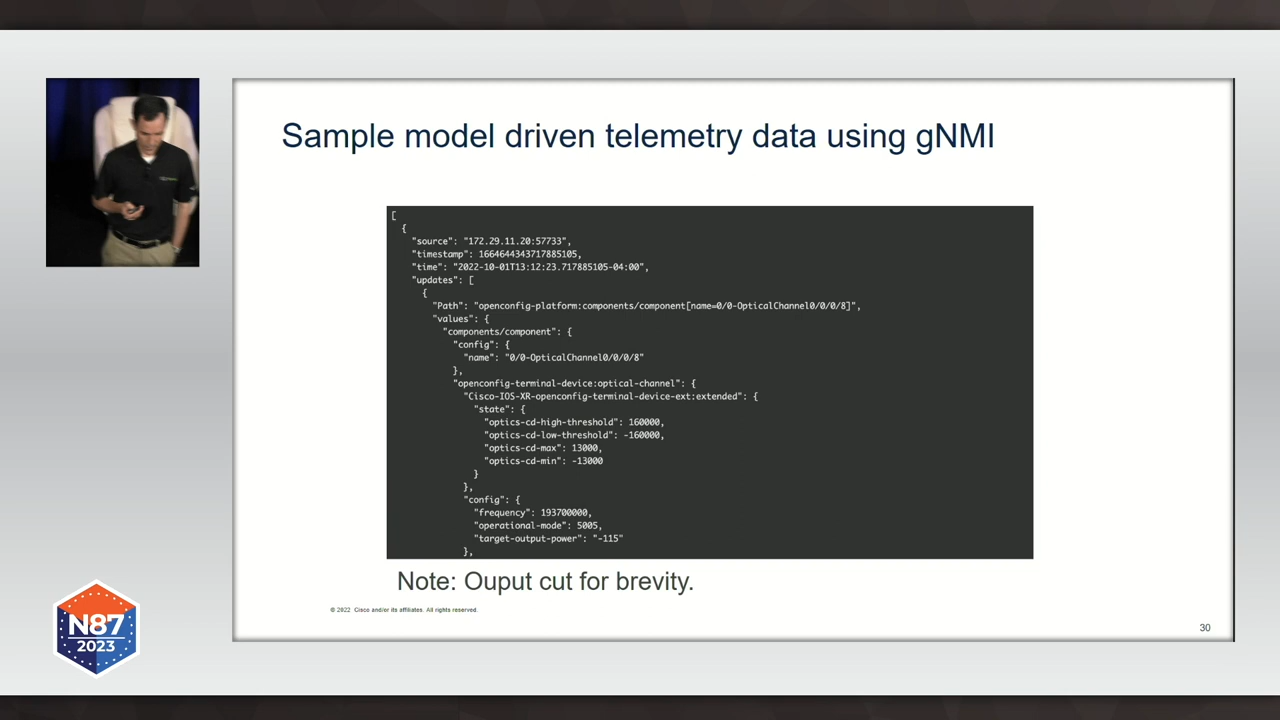 Sample model driven telemetry data using gNMI
[
{
"source": "172.29.11.20:57733",
"timestamp": 1664644343717885105,
"time": "2022-10-01T13:12:23.717885105-04:00",
"updates": [
{
"Path": "openconfig-platform:components/component[name=0/0-OpticalChannel0/0/0/8]",
"values": {
"components/component": {
"config": {
"name": "0/0-OpticalChannel0/0/0/8"
},
"openconfig-terminal-device:optical-channel": {
"Cisco-IOS-XR-openconfig-terminal-device-ext:extended": {
"state": {
"optics-cd-high-threshold": 160000,
"optics-cd-low-threshold": -160000,
"optics-cd-max": 13000,
"optics-cd-min": -13000
}
},
"config": {
"frequency": 193700000,
"operational-mode": 5005,
"target-output-power": "-115"
},
Note: Ouput cut for brevity.
© 2022 Cisco and/or its affiliates. All rights reserved.
30
N87
2023